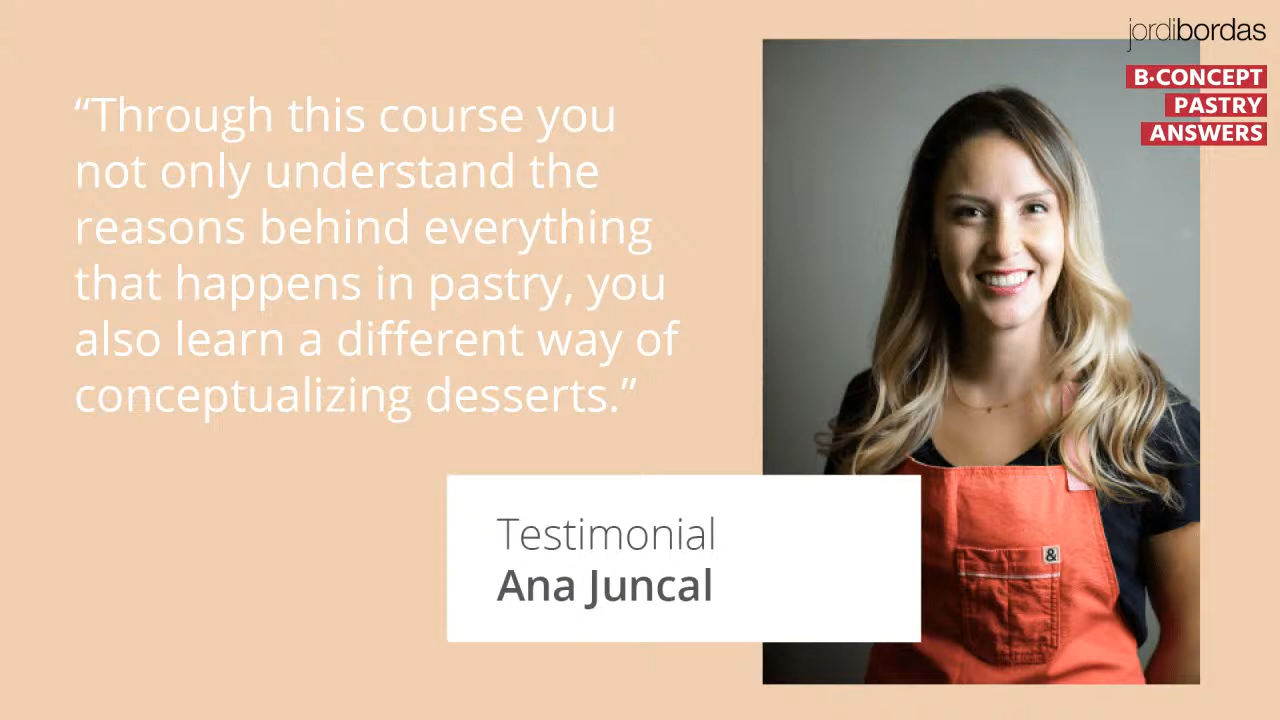 jordibordas
B·CONCEPT
PASTRY
ANSWERS
“Through this course you
not only understand the
reasons behind everything
that happens in pastry, you
also learn a different way of
conceptualizing desserts.”
&
Testimonial
Ana Juncal